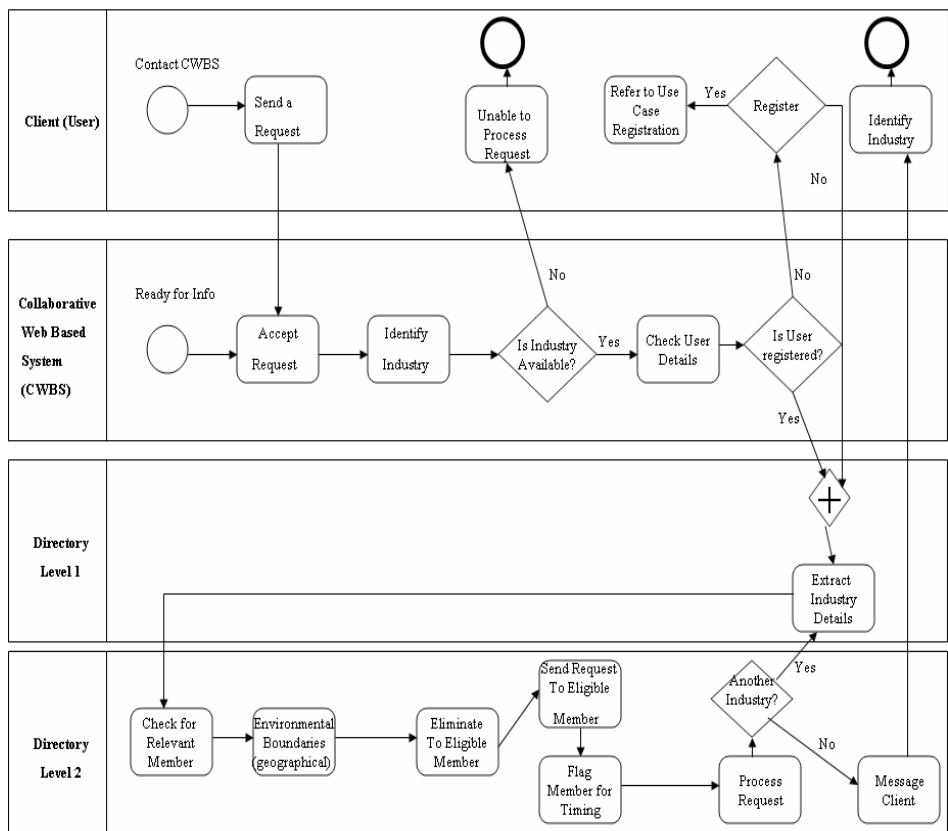 Client (User)
Contact CWBS
Send a
Request
Unable to
Process
Request
Refer to Use
Case
Registration
Yes
Register
No
Identify
Industry
Collaborative
Web Based
System
(CWBS)
Ready for Info
Accept
Request
Identify
Industry
No
Is Industry
Available?
Yes
Check User
Details
No
Is User
registered?
Yes
Directory
Level 1
Extract
Industry
Details
Directory
Level 2
Check for
Relevant
Member
Environmental
Boundaries
(geographical)
Eliminate
To Eligible
Member
Send Request
To Eligible
Member
Flag
Member for
Timing
Another
Industry?
Yes
No
Process
Request
Message
Client